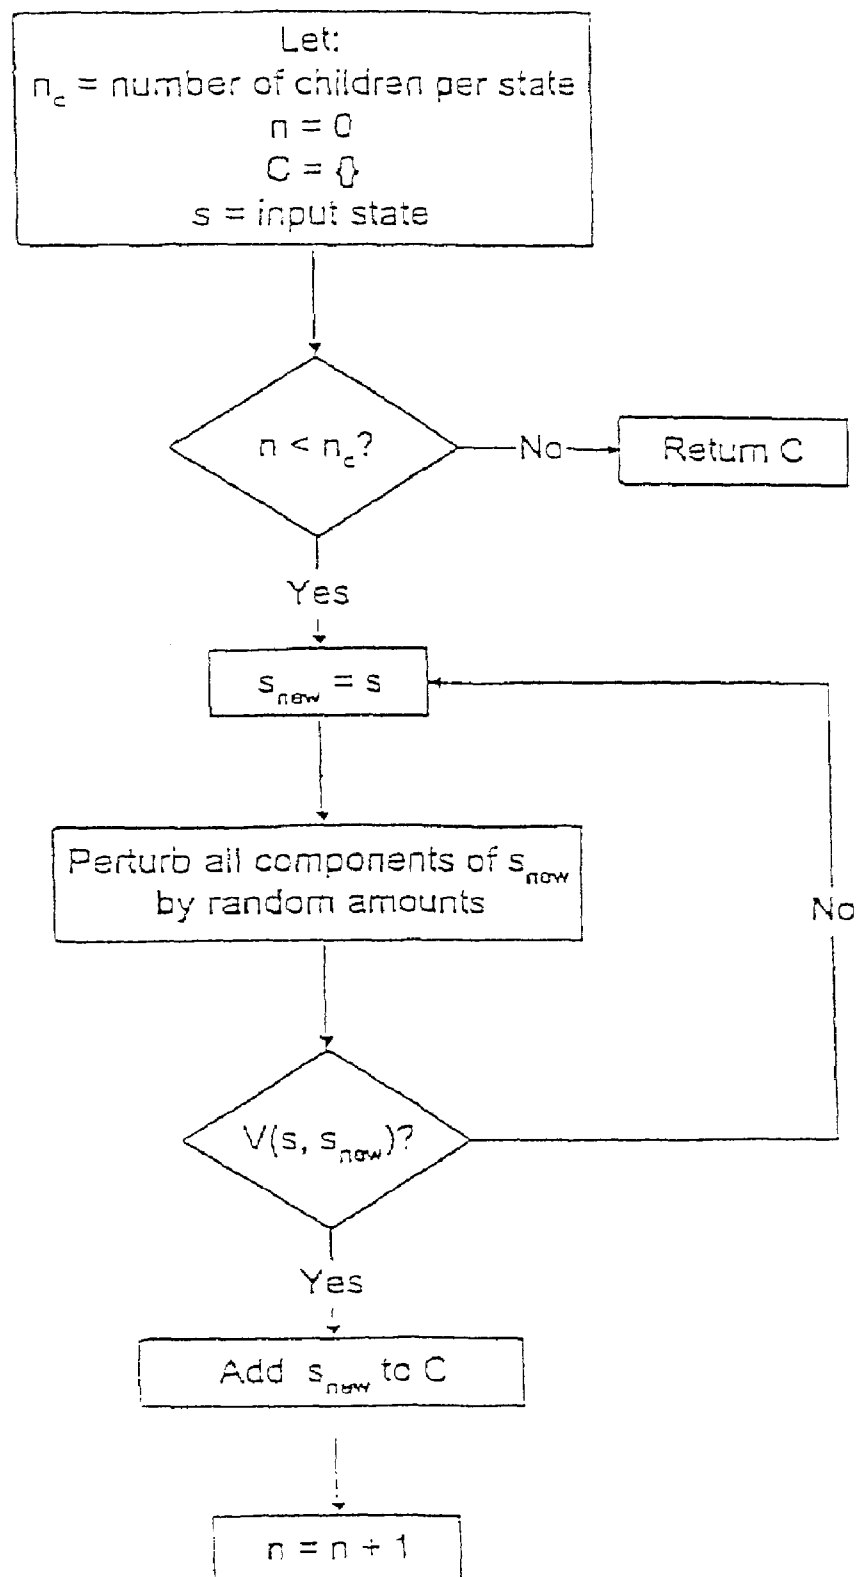 Let:
n_c = number of children per state
n = 0
C = {}
s = input state
n < n_c?
No
Return C
Yes
s_new = s
Perturb all components of s_new
by random amounts
No
V(s, s_new)?
Yes
Add s_new to C
n = n + 1